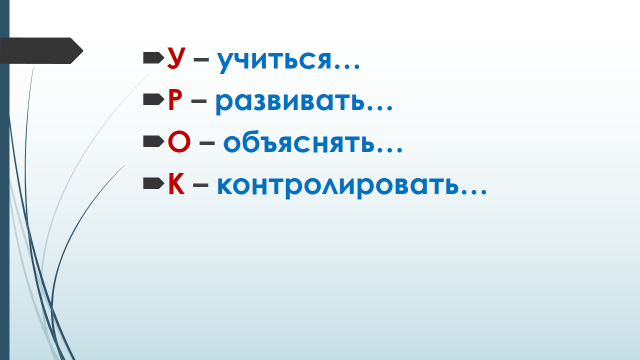 У – учиться...
Р – развивать...
О – объяснять...
К – контролировать...